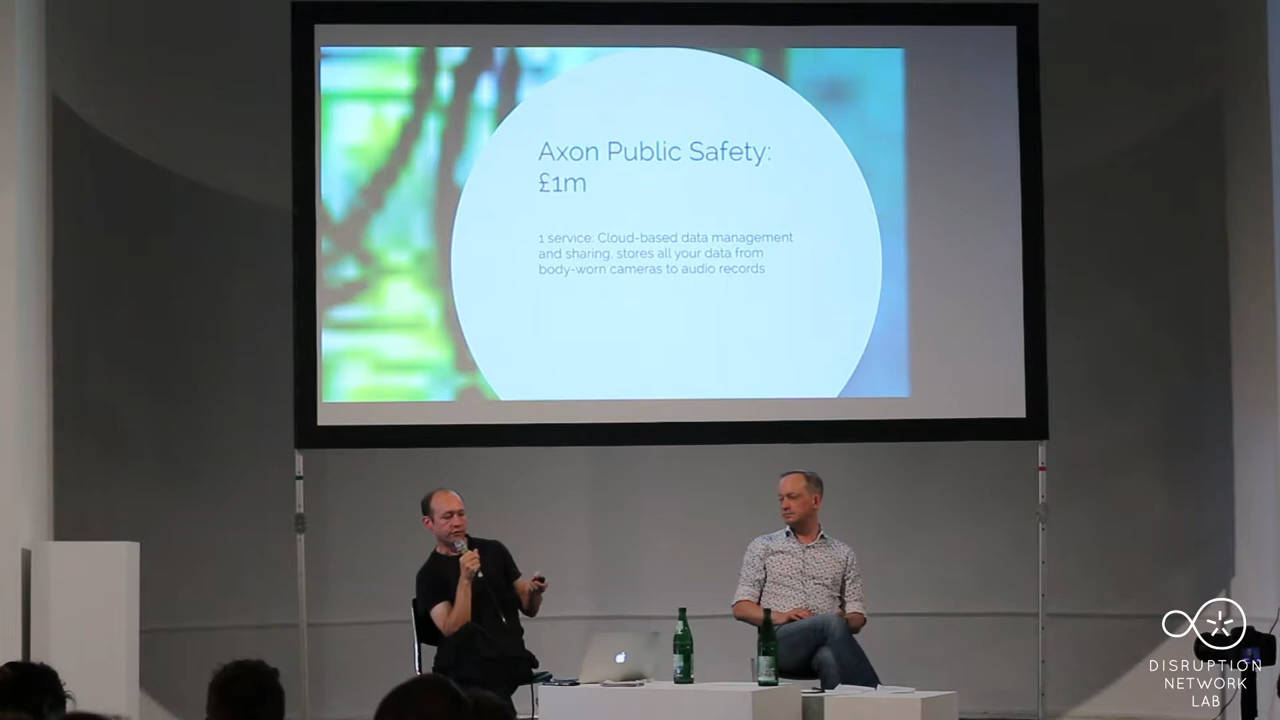 Axon Public Safety:
£1m
1 service: Cloud-based data management
and sharing, stores all your data from
body-worn cameras to audio records
DISRUPTION
NETWORK
LAB